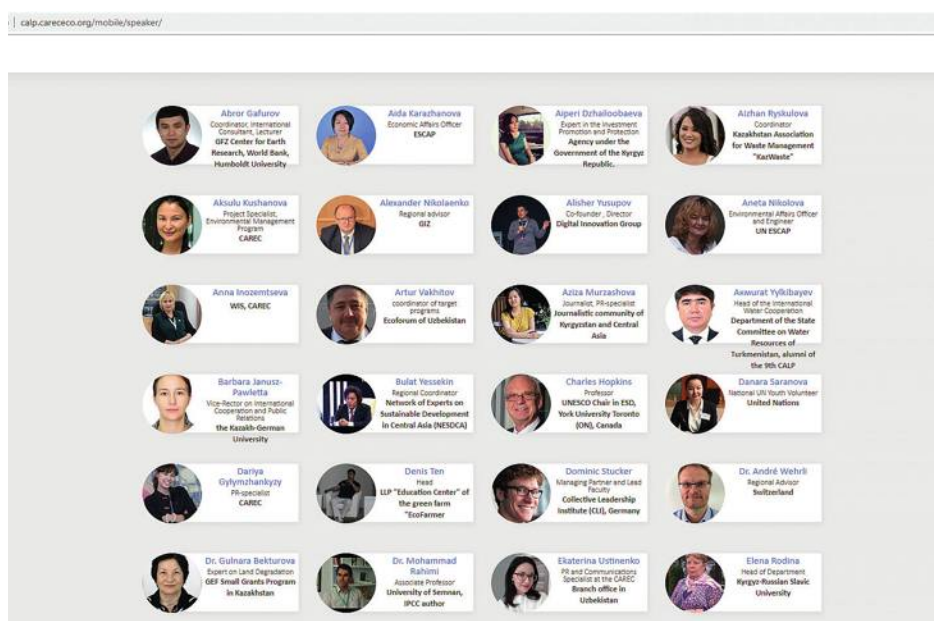 calp.carececo.org/mobile/speaker/
Abror Gafurov
Coordinator, International
Consultant, Lecturer
GFZ Center for Earth
Research, World Bank,
Humboldt University
Aida Karazhanova
Economic Affairs Officer
ESCAP
Aiperi Dzhailoobaeva
Expert in the Investment
Promotion and Protection
Agency under the
Government of the Kyrgyz
Republic.
Aizhan Ryskulova
Coordinator
Kazakhstan Association
for Waste Management
"KazWaste"
Aksulu Kushanova
Project Specialist,
Environmental Management
Program
CAREC
Alexander Nikolaenko
Regional advisor
GIZ
Alisher Yusupov
Co-founder , Director
Digital Innovation Group
Aneta Nikolova
Environmental Affairs Officer
and Engineer
UN ESCAP
Anna Inozemtseva
WIS, CAREC
Artur Vakhitov
coordinator of target
programs
Ecoforum of Uzbekistan
Aziza Murzashova
Journalist, PR-specialist
Journalistic community of
Kyrgyzstan and Central
Asia
Акмurat Yylkibayev
Head of the International
Water Cooperation
Department of the State
Committee on Water
Resources of
Turkmenistan, alumni of
the 9th CALP
Barbara Janusz-
Pawletta
Vice-Rector on International
Cooperation and Public
Relations
the Kazakh-German
University
Bulat Yessekin
Regional Coordinator
Network of Experts on
Sustainable Development
in Central Asia (NESDCA)
Charles Hopkins
Professor
UNESCO Chair in ESD,
York University Toronto
(ON), Canada
Danara Saranova
National UN Youth Volunteer
United Nations
Dariya
Gylymzhankyzy
PR-specialist
CAREC
Denis Ten
Head
LLP "Education Center" of
the green farm
"EcoFarmer
Dominic Stucker
Managing Partner and Lead
Faculty
Collective Leadership
Institute (CLI), Germany
Dr. André Wehrli
Regional Advisor
Switzerland
Dr. Gulnara Bekturova
Expert on Land Degradation
GEF Small Grants Program
in Kazakhstan
Dr. Mohammad
Rahimi
Associate Professor
University of Semnan,
IPCC author
Ekaterina Ustinenko
PR and Communications
Specialist at the CAREC
Branch office in
Uzbekistan
Elena Rodina
Head of Department
Kyrgyz-Russian Slavic
University